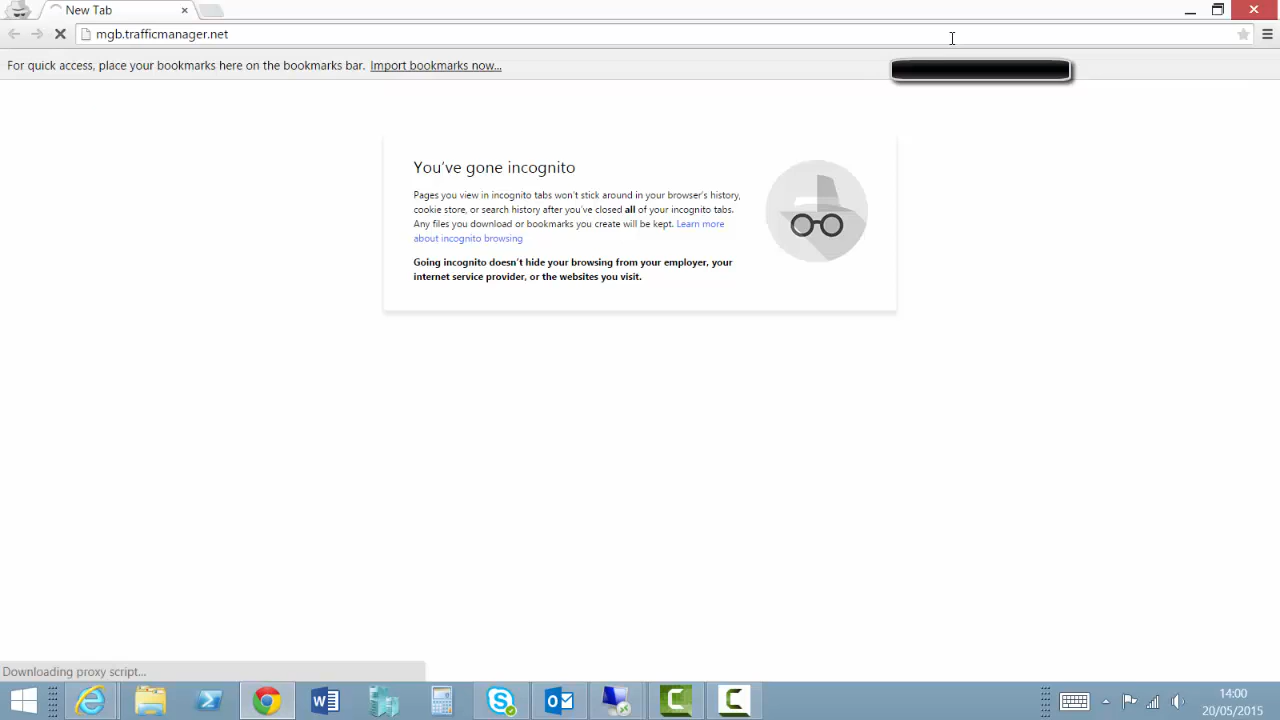 New Tab
mgb.trafficmanager.net
For quick access, place your bookmarks here on the bookmarks bar. Import bookmarks now...
You've gone incognito
Pages you view in incognito tabs won't stick around in your browser's history,
cookie store, or search history after you've closed all of your incognito tabs.
Any files you download or bookmarks you create will be kept. Learn more
about incognito browsing
Going incognito doesn't hide your browsing from your employer, your
internet service provider, or the websites you visit.
Downloading proxy script...
14:00
20/05/2015